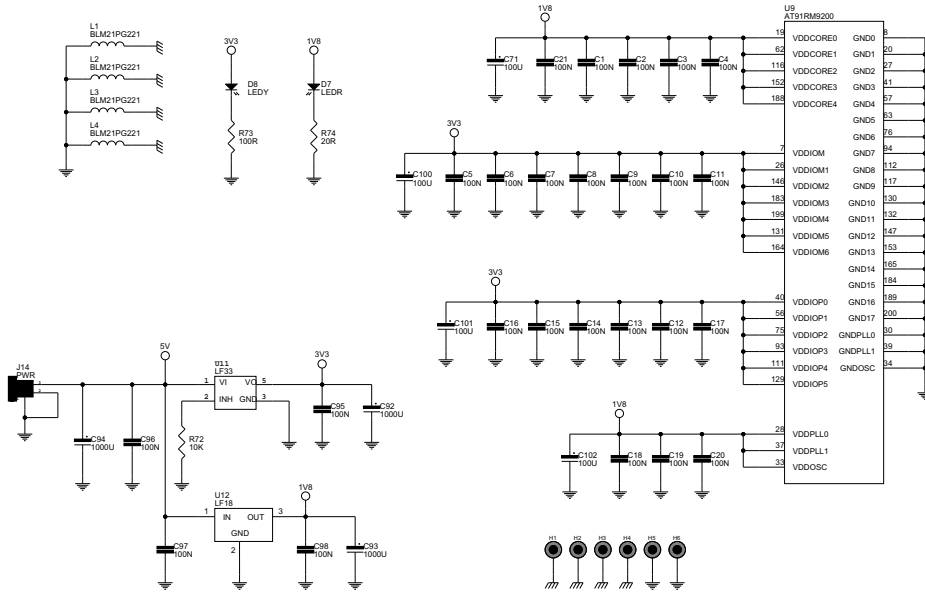 L1
BLM21PG221
L2
BLM21PG221
L3
BLM21PG221
L4
BLM21PG221
3V3
D8
LEDY
R73
100R
1V8
D7
LEDR
R74
20R
1V8
C71
100U
C21
100N
C1
100N
C2
100N
C3
100N
C4
100N
3V3
C100
100U
C5
100N
C6
100N
C7
100N
C8
100N
C9
100N
C10
100N
C11
100N
3V3
C101
100U
C16
100N
C15
100N
C14
100N
C13
100N
C12
100N
C17
100N
1V8
C102
100U
C18
100N
C19
100N
C20
100N
U9
AT91RM9200
19 VDDCORE0 GND0 8
62 VDDCORE1 GND1 20
116 VDDCORE2 GND2 27
152 VDDCORE3 GND3 41
188 VDDCORE4 GND4 57
GND5 63
GND6 76
7 VDDIOM GND7 94
26 VDDIOM1 GND8 112
146 VDDIOM2 GND9 117
183 VDDIOM3 GND10 130
199 VDDIOM4 GND11 132
131 VDDIOM5 GND12 147
164 VDDIOM6 GND13 153
GND14 165
GND15 184
40 VDDIOP0 GND16 189
56 VDDIOP1 GND17 200
75 VDDIOP2 GNDPLL0 30
93 VDDIOP3 GNDPLL1 39
111 VDDIOP4 GNDOSC 34
129 VDDIOP5
28 VDDPLL0
37 VDDPLL1
33 VDDOSC
J14
PWR
C94
1000U
C96
100N
5V
U11
LF33
1 VI VO 5
2 INH GND 3
R72
10K
3V3
C95
100N
C92
1000U
U12
LF18
1 IN OUT 3
GND
2
1V8
C97
100N
C98
100N
C93
1000U
H1 H2 H3 H4 H5 H6